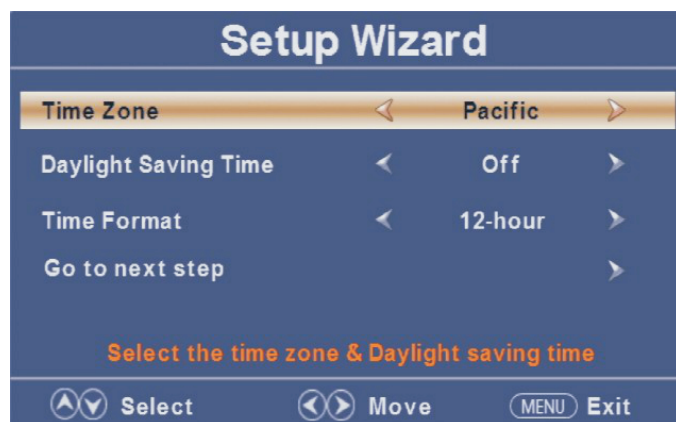 Setup Wizard
Time Zone Pacific
Daylight Saving Time Off
Time Format 12-hour
Go to next step
Select the time zone & Daylight saving time
Select Move MENU Exit